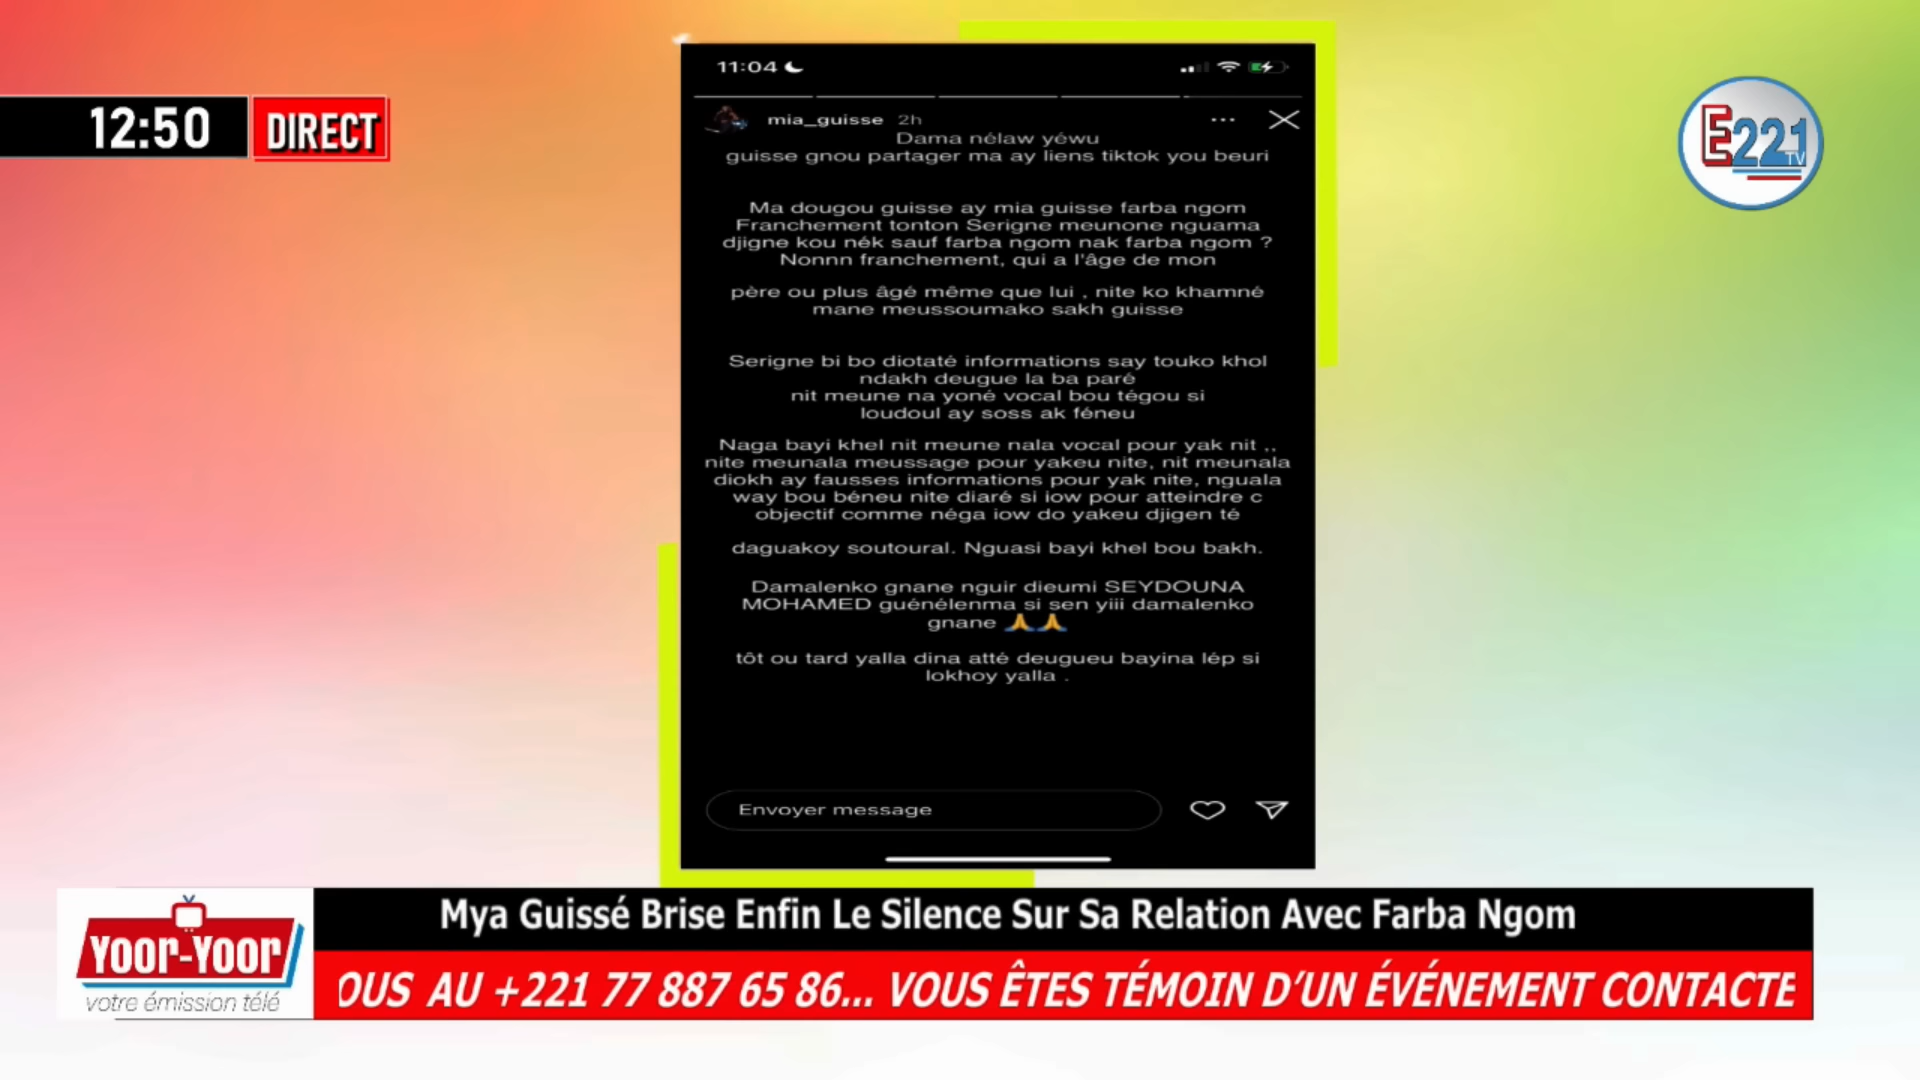 12:50
DIRECT
E221
TV
11:04
mia_guisse 2h
Dama nélaw yéwu
guisse gnou partager ma ay liens tiktok you beuri
Ma dougou guisse ay mia guisse farba ngom
Franchement tonton Serigne meunone nguama
djigne kou nék sauf farba ngom nak farba ngom ?
Nonnn franchement, qui a l'âge de mon
père ou plus âgé même que lui , nite ko khamné
mane meussoumako sakh guisse
Serigne bi bo diotaté informations say touko khol
ndakh deugue la ba paré
nit meune na yoné vocal bou tégou si
loudoul ay soss ak féneu
Naga bayi khel nit meune nala vocal pour yak nit ,,
nite meunala meussage pour yakeu nite, nit meunala
diokh ay fausses informations pour yak nite, nguala
way bou béneu nite diaré si iow pour atteindre c
objectif comme néga iow do yakeu djigen té
daguakoy soutoural. Nguasi bayi khel bou bakh.
Damalenko gnane nguir dieumi SEYDOUNA
MOHAMED guénélenma si sen yiii damalenko
gnane 🙏🙏
tôt ou tard yalla dina atté deugueu bayina lép si
lokhoy yalla .
Envoyer message
Mya Guissé Brise Enfin Le Silence Sur Sa Relation Avec Farba Ngom
YOOR-YOOR
votre émission télé
OUS AU +221 77 887 65 86... VOUS ÊTES TÉMOIN D'UN ÉVÉNEMENT CONTACTE